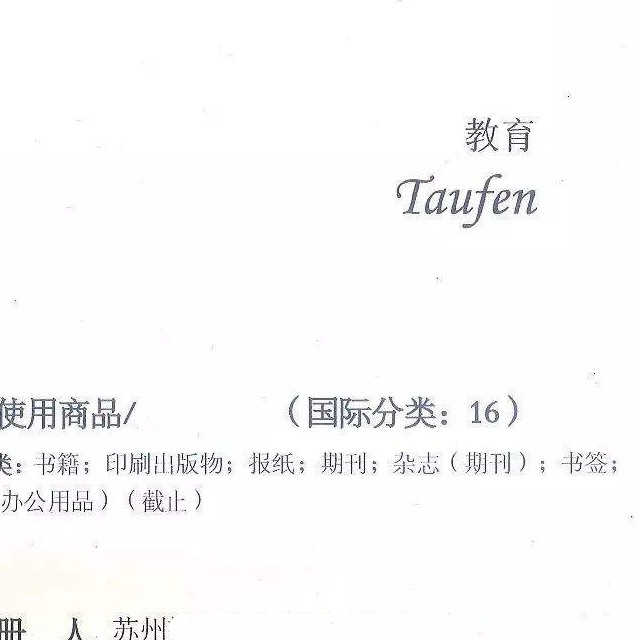 教育
Taufen
使用商品/ （国际分类：16）
类：书籍；印刷出版物；报纸；期刊；杂志（期刊）；书签；
办公用品）（截止）
册 人 苏州